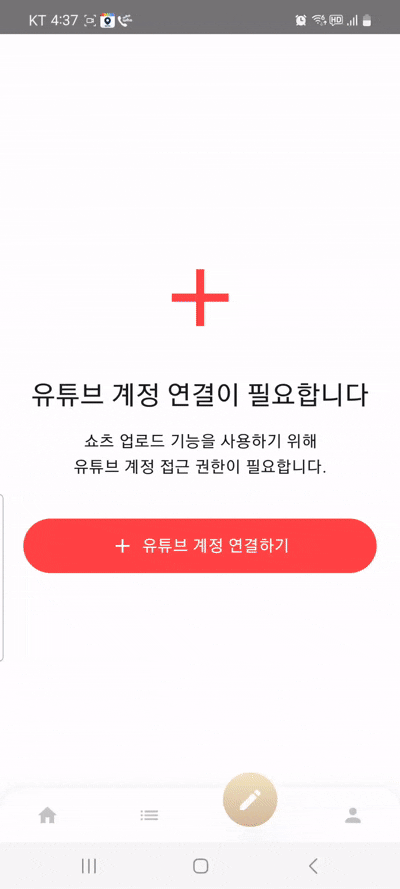 KT 4:37
HD
유튜브 계정 연결이 필요합니다
쇼츠 업로드 기능을 사용하기 위해
유튜브 계정 접근 권한이 필요합니다.
유튜브 계정 연결하기